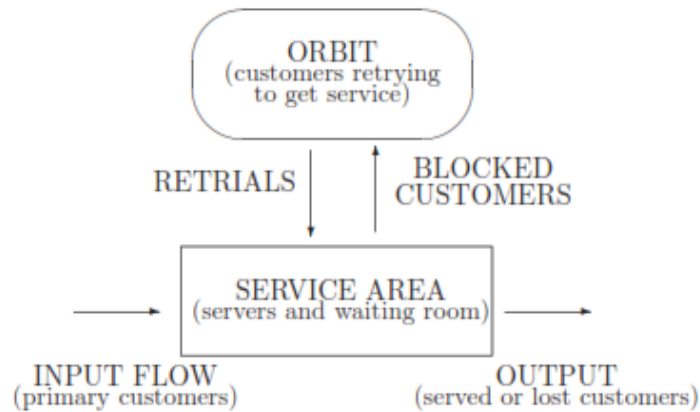 ORBIT
(customers retrying
to get service)
RETRIALS
BLOCKED
CUSTOMERS
SERVICE AREA
(servers and waiting room)
INPUT FLOW
(primary customers)
OUTPUT
(served or lost customers)